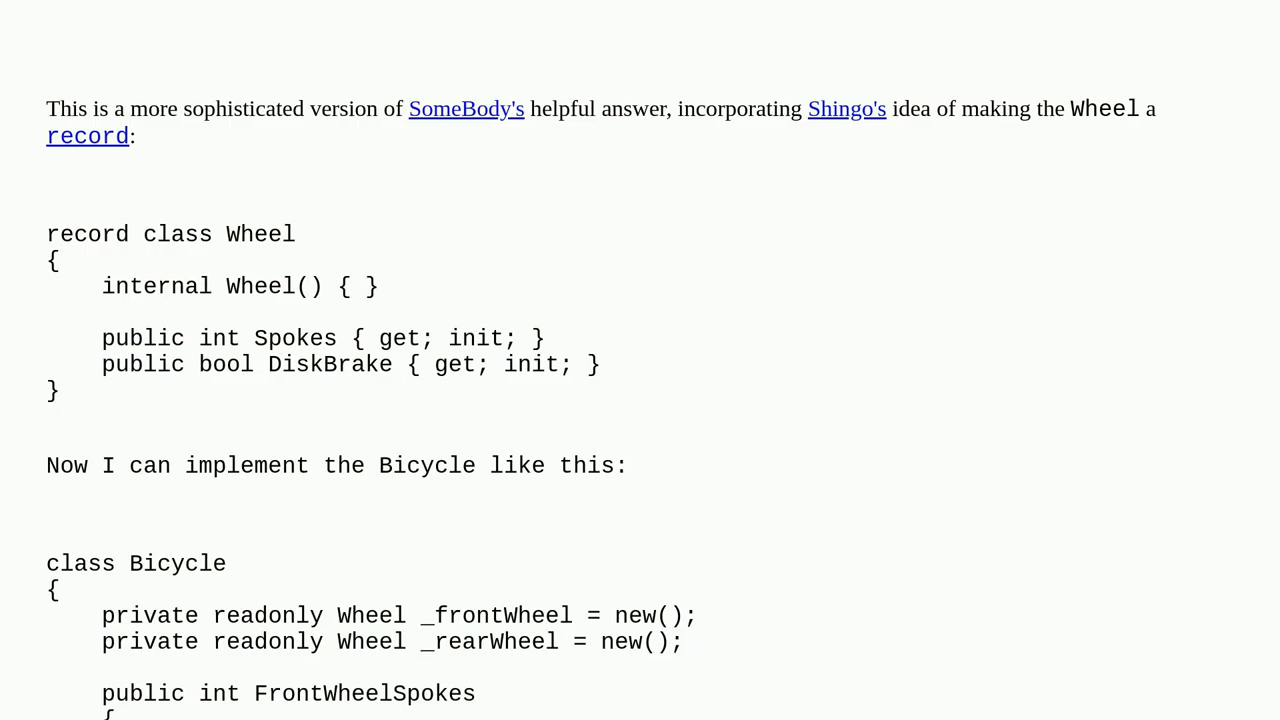 This is a more sophisticated version of SomeBody's helpful answer, incorporating Shingo's idea of making the Wheel a
record:
record class Wheel
{
    internal Wheel() { }
    public int Spokes { get; init; }
    public bool DiskBrake { get; init; }
}
Now I can implement the Bicycle like this:
class Bicycle
{
    private readonly Wheel _frontWheel = new();
    private readonly Wheel _rearWheel = new();
    public int FrontWheelSpokes
    {